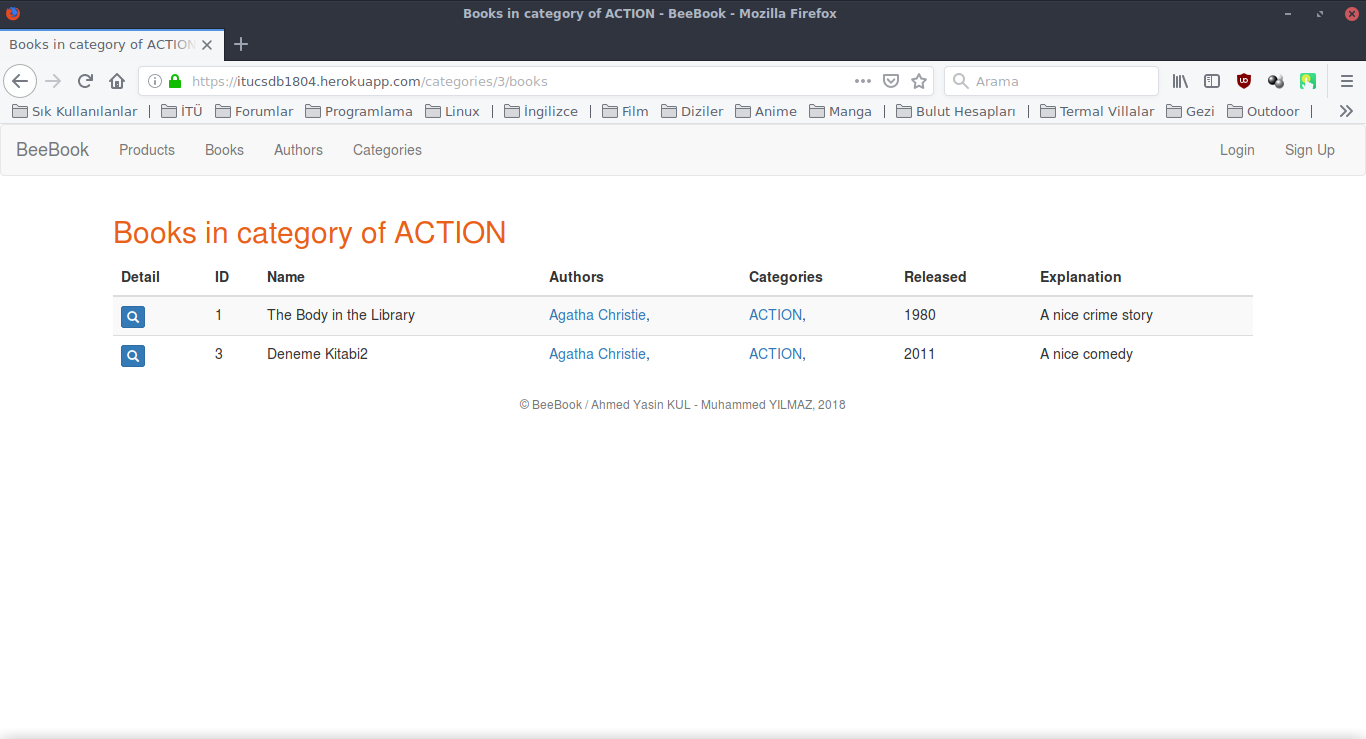 Books in category of ACTION - BeeBook - Mozilla Firefox
Books in category of ACTION
https://itucsdb1804.herokuapp.com/categories/3/books
Arama
Sık Kullanılanlar | İTÜ Forumlar Programlama Linux | İngilizce | Film Diziler Anime Manga | Bulut Hesapları | Termal Villalar Gezi Outdoor |
BeeBook Products Books Authors Categories Login Sign Up
Books in category of ACTION
Detail ID Name Authors Categories Released Explanation
1 The Body in the Library Agatha Christie, ACTION, 1980 A nice crime story
3 Deneme Kitabi2 Agatha Christie, ACTION, 2011 A nice comedy
© BeeBook / Ahmed Yasin KUL - Muhammed YILMAZ, 2018